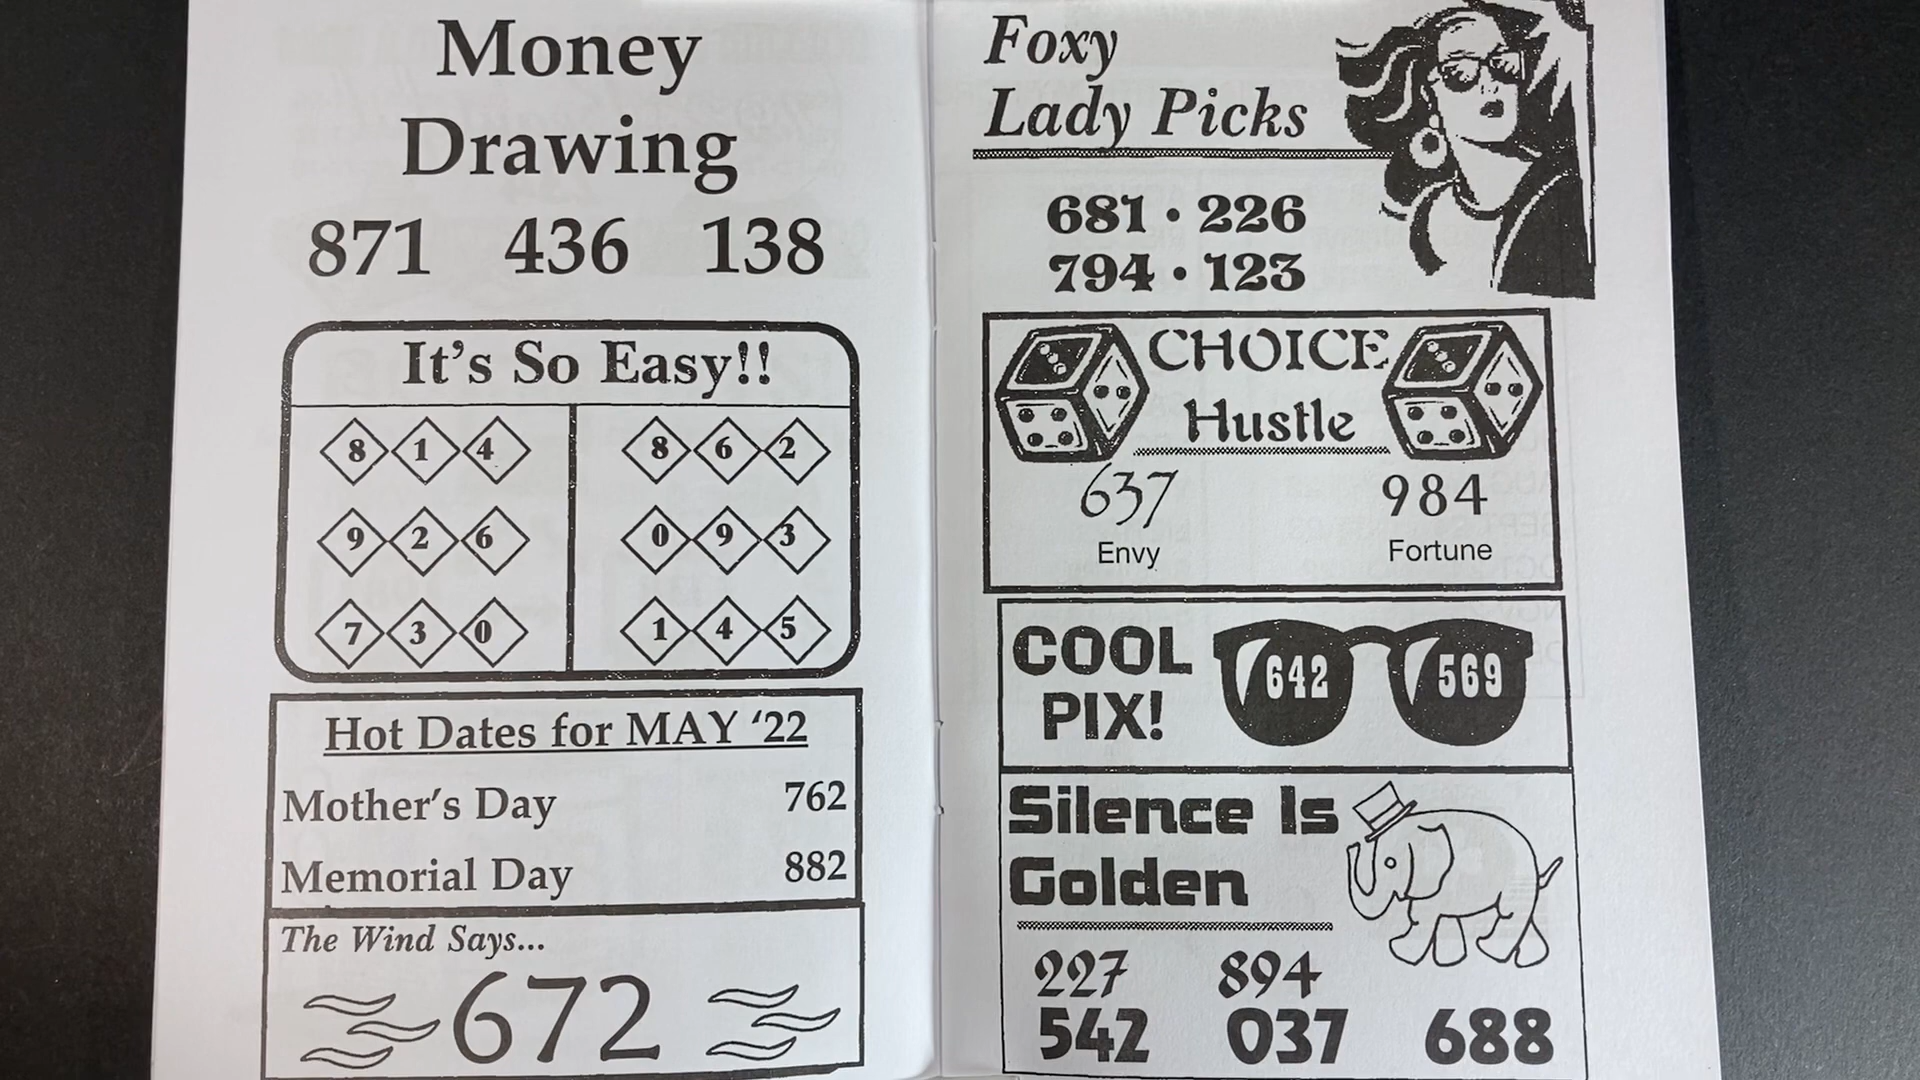 Money
Drawing
871 436 138
It's So Easy!!
8 1 4 8 6 2
9 2 6 0 9 3
7 3 0 1 4 5
Hot Dates for MAY '22
Mother's Day 762
Memorial Day 882
The Wind Says...
672
Foxy
Lady Picks
681 • 226
794 • 123
CHOICE
Hustle
637 984
Envy Fortune
COOL
PIX!
642 569
Silence Is
Golden
227 894
542 037 688